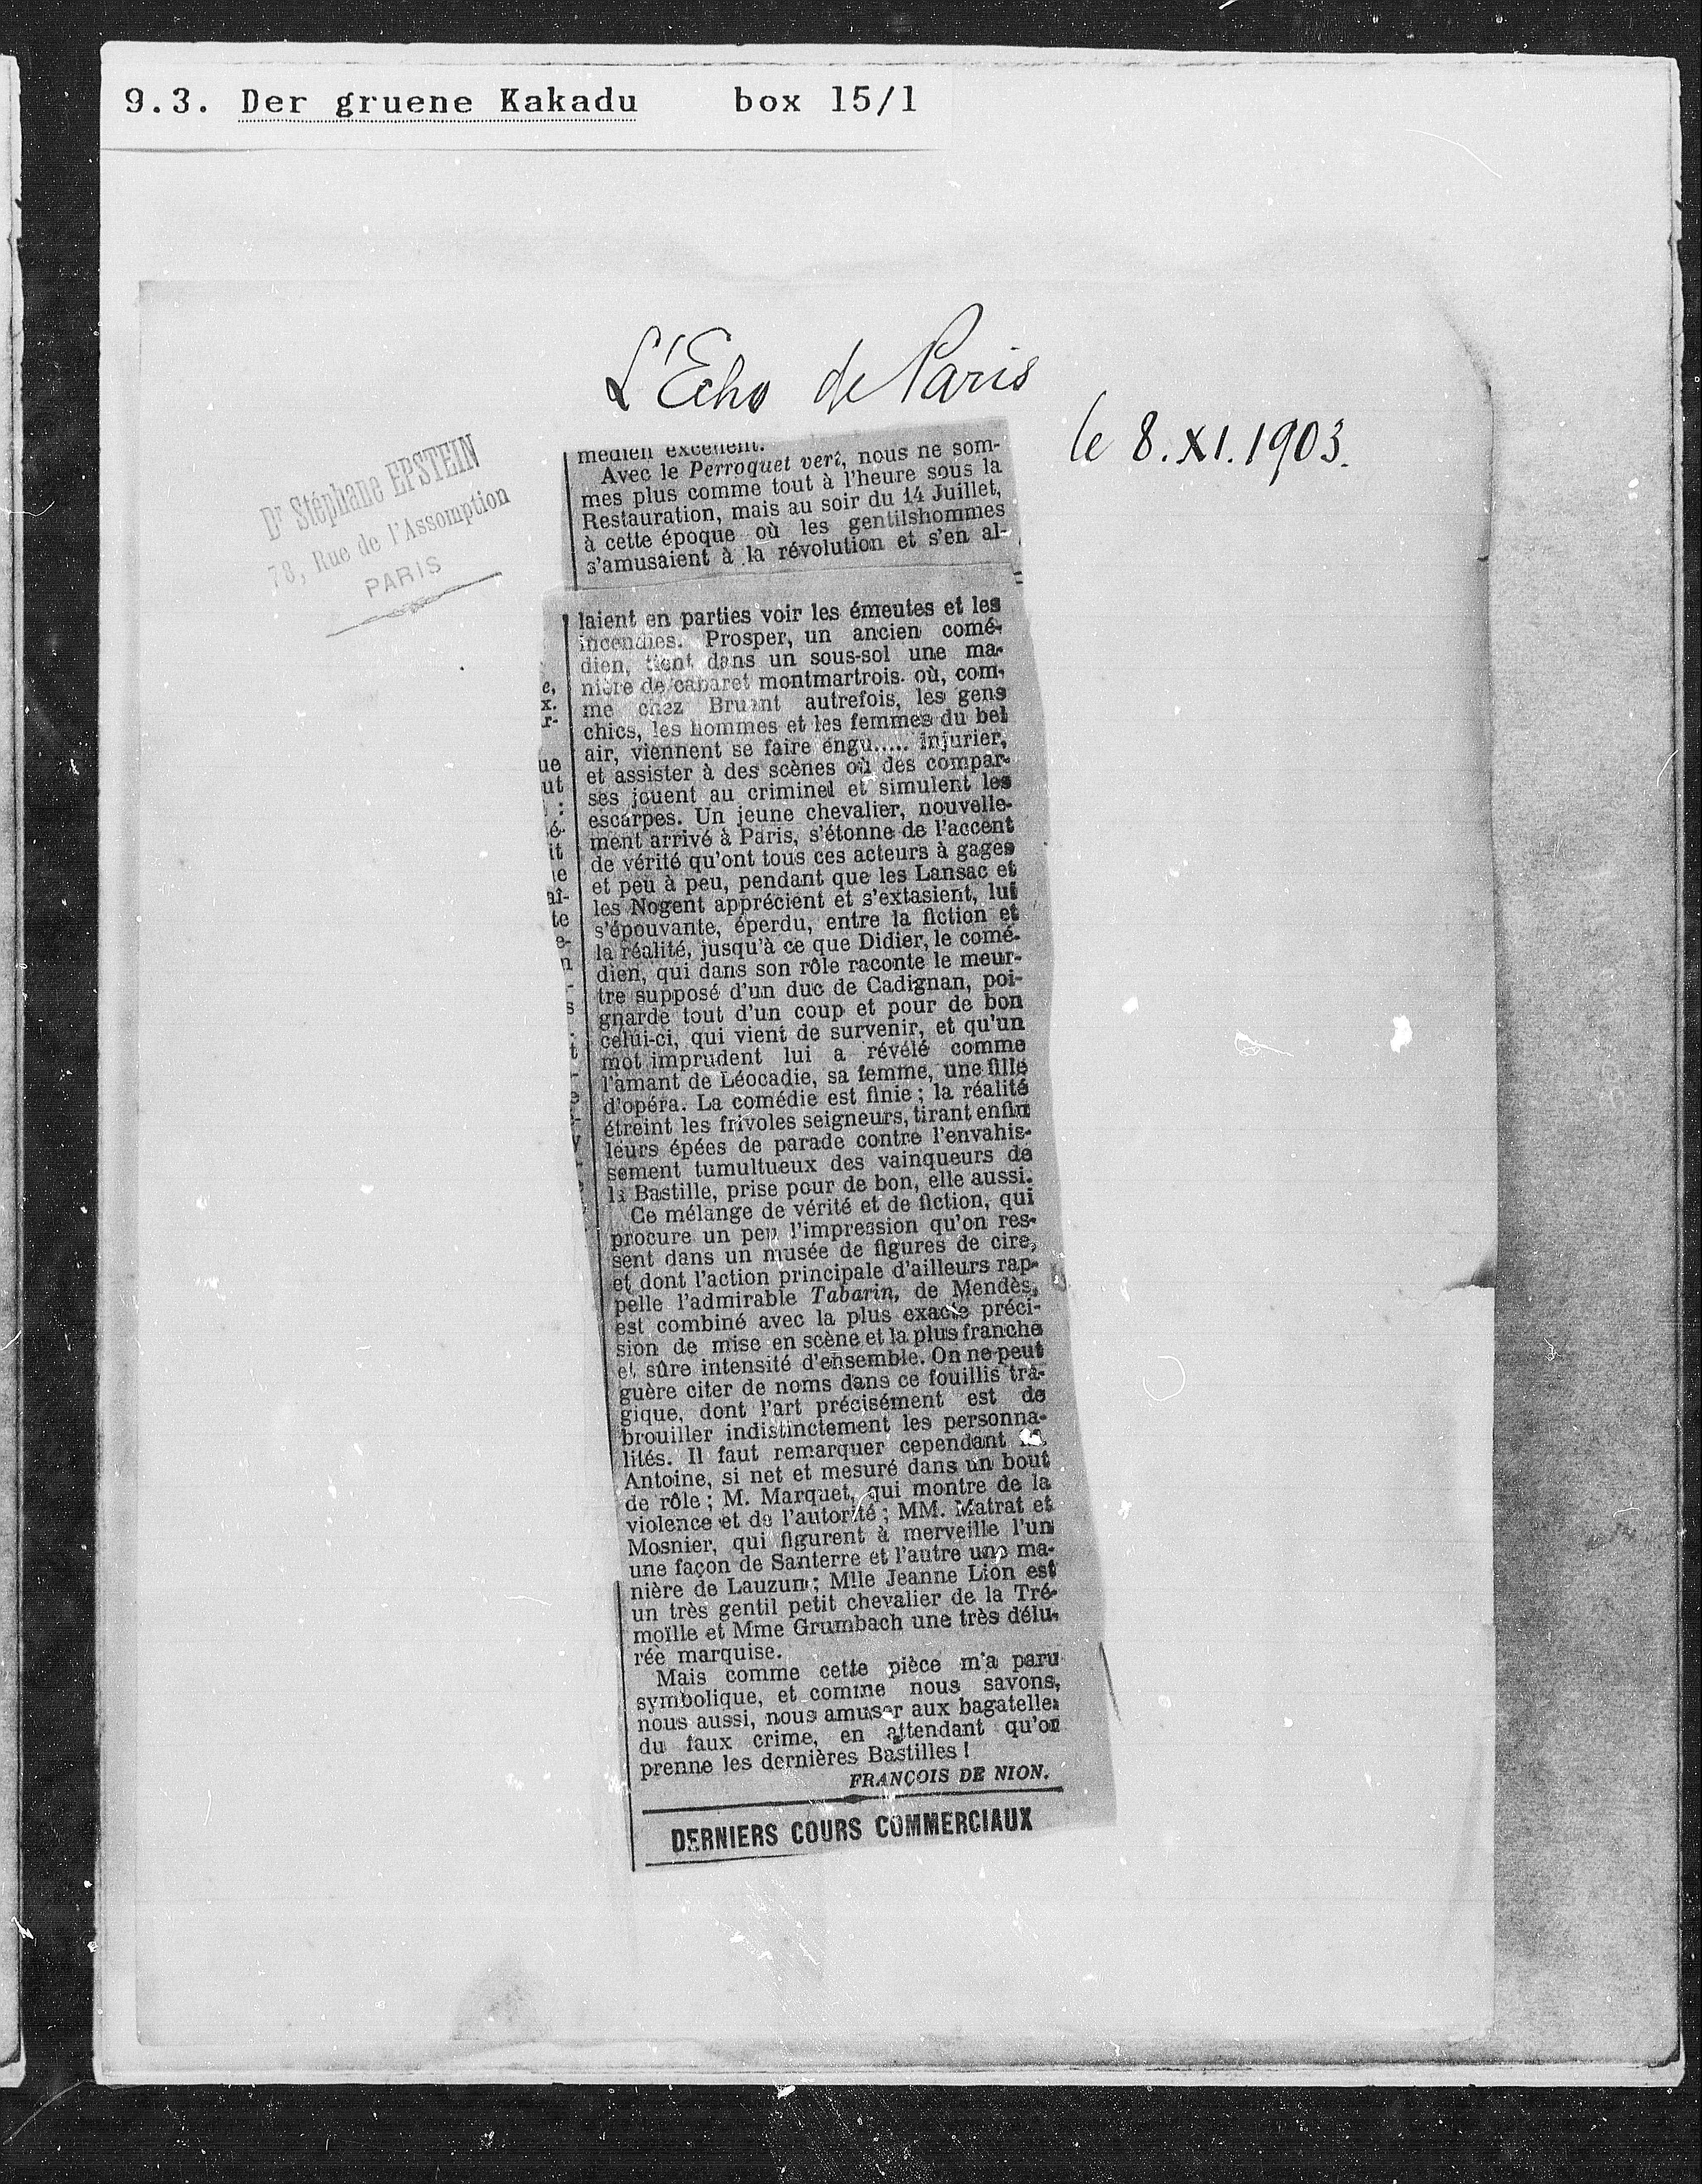 9.3. Der gruene Kakadu box 15/1
L'Echo de Paris
le 8.XI.1903.
Dr Stéphane EPSTEIN
78, Rue de l'Assomption
PARIS
médien excellent.
Avec le Perroquet vert, nous ne som-
mes plus comme tout à l'heure sous la
Restauration, mais au soir du 14 Juillet,
à cette époque où les gentilshommes
s'amusaient à la révolution et s'en al-
laient en parties voir les émeutes et les
incendies. Prosper, un ancien comé-
dien, tient dans un sous-sol une ma-
nière de cabaret montmartrois. où, com-
me chez Bruant autrefois, les gens
chics, les hommes et les femmes du bel
air, viennent se faire engu..... injurier,
et assister à des scènes où des compar-
ses jouent au criminel et simulent les
escarpes. Un jeune chevalier, nouvelle-
ment arrivé à Paris, s'étonne de l'accent
de vérité qu'ont tous ces acteurs à gages
et peu à peu, pendant que les Lansac et
les Nogent apprécient et s'extasient, lui
s'épouvante, éperdu, entre la fiction et
la réalité, jusqu'à ce que Didier, le comé-
dien, qui dans son rôle raconte le meur-
tre supposé d'un duc de Cadignan, poi-
gnarde tout d'un coup et pour de bon
celui-ci, qui vient de survenir, et qu'un
mot imprudent lui a révélé comme
l'amant de Léocadie, sa femme, une fille
d'opéra. La comédie est finie ; la réalité
étreint les frivoles seigneurs, tirant enfin
leurs épées de parade contre l'envahis-
sement tumultueux des vainqueurs de
la Bastille, prise pour de bon, elle aussi.
Ce mélange de vérité et de fiction, qui
procure un peu l'impression qu'on res-
sent dans un musée de figures de cire,
et dont l'action principale d'ailleurs rap-
pelle l'admirable Tabarin, de Mendès,
est combiné avec la plus exacte préci-
sion de mise en scène et la plus franche
et sûre intensité d'ensemble. On ne peut
guère citer de noms dans ce fouillis tra-
gique, dont l'art précisément est de
brouiller indistinctement les personna-
lités. Il faut remarquer cependant
Antoine, si net et mesuré dans un bout
de rôle ; M. Marquet, qui montre de la
violence et de l'autorité ; MM. Matrat et
Mosnier, qui figurent à merveille l'un
une façon de Santerre et l'autre une ma-
nière de Lauzun ; Mlle Jeanne Lion est
un très gentil petit chevalier de la Tré-
moïlle et Mme Grumbach une très délu-
rée marquise.
Mais comme cette pièce m'a paru
symbolique, et comme nous savons,
nous aussi, nous amuser aux bagatelles
du faux crime, en attendant qu'on
prenne les dernières Bastilles !
FRANÇOIS DE NION.
DERNIERS COURS COMMERCIAUX